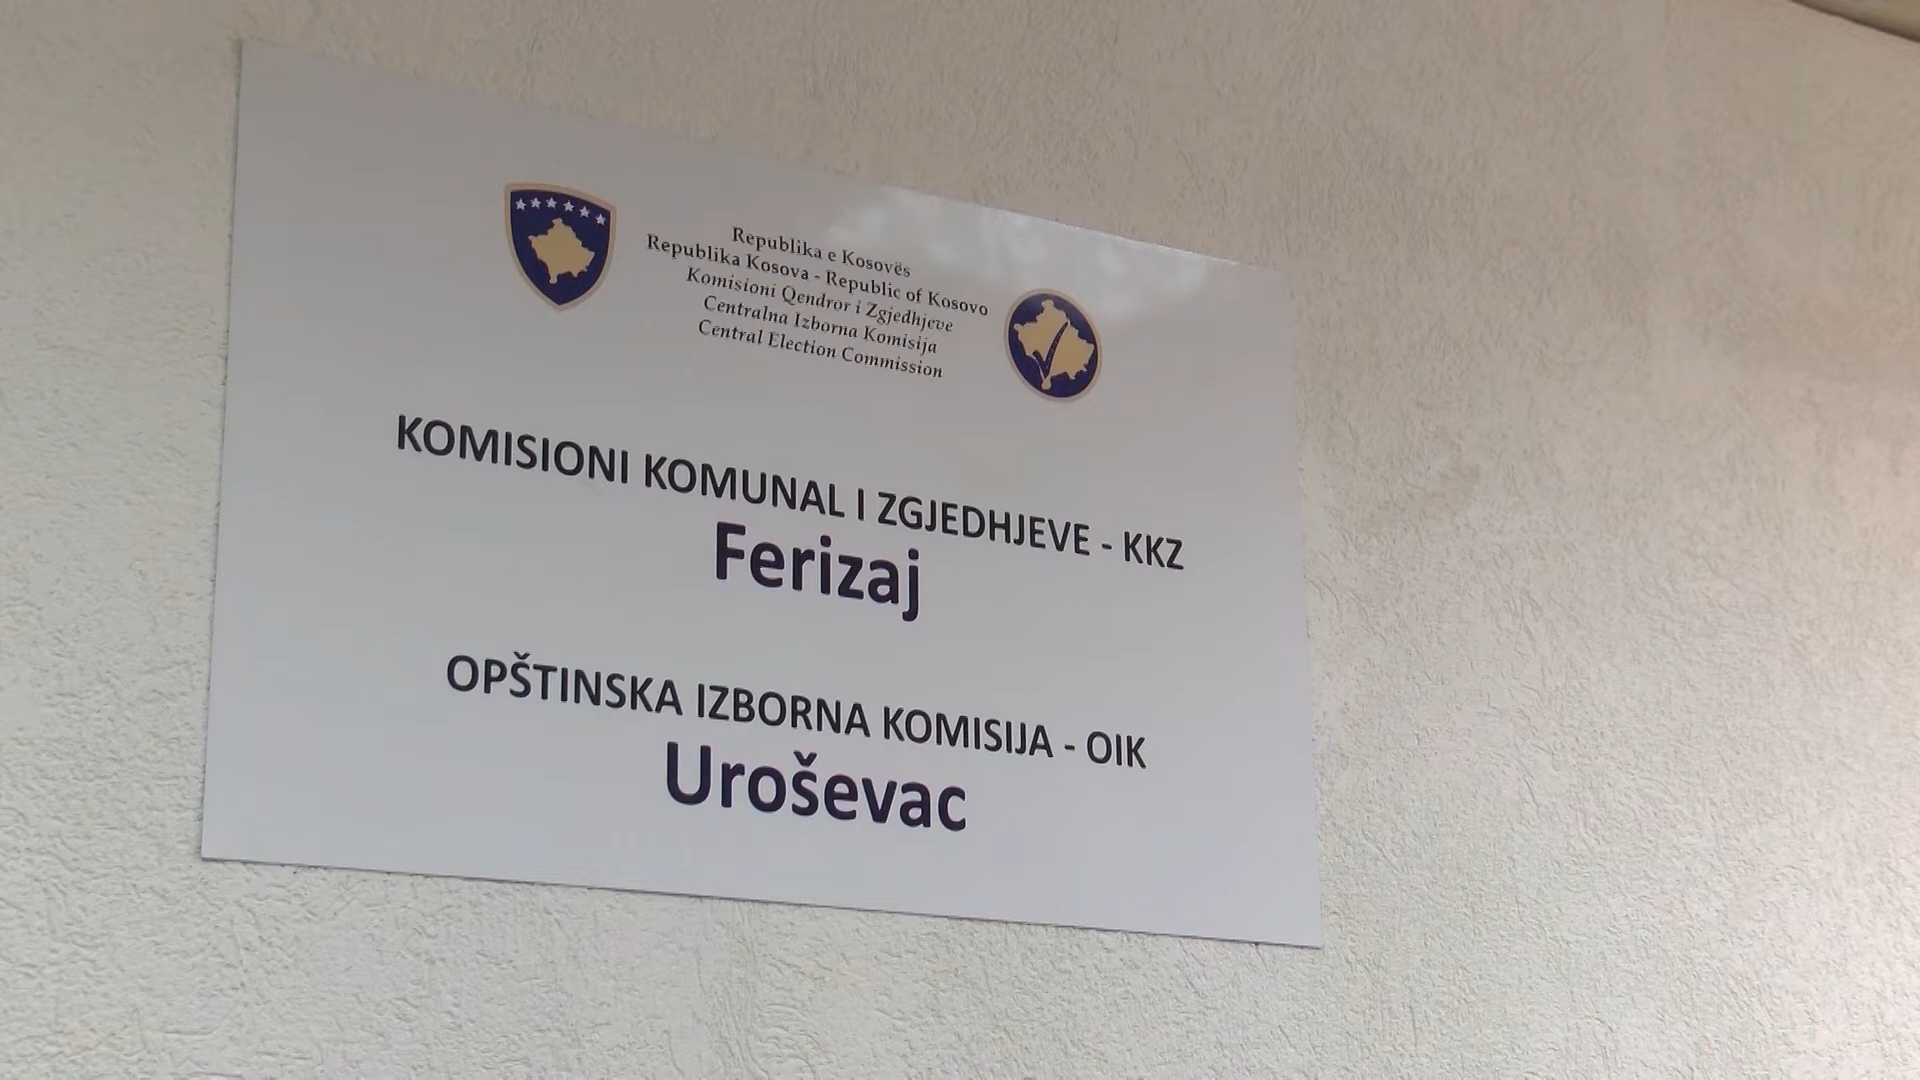 Republika e Kosovës
Republika Kosova - Republic of Kosovo
Komisioni Qendror i Zgjedhjeve
Centralna Izborna Komisija
Central Election Commission
KOMISIONI KOMUNAL I ZGJEDHJEVE - KKZ
Ferizaj
OPŠTINSKA IZBORNA KOMISIJA - OIK
Uroševac